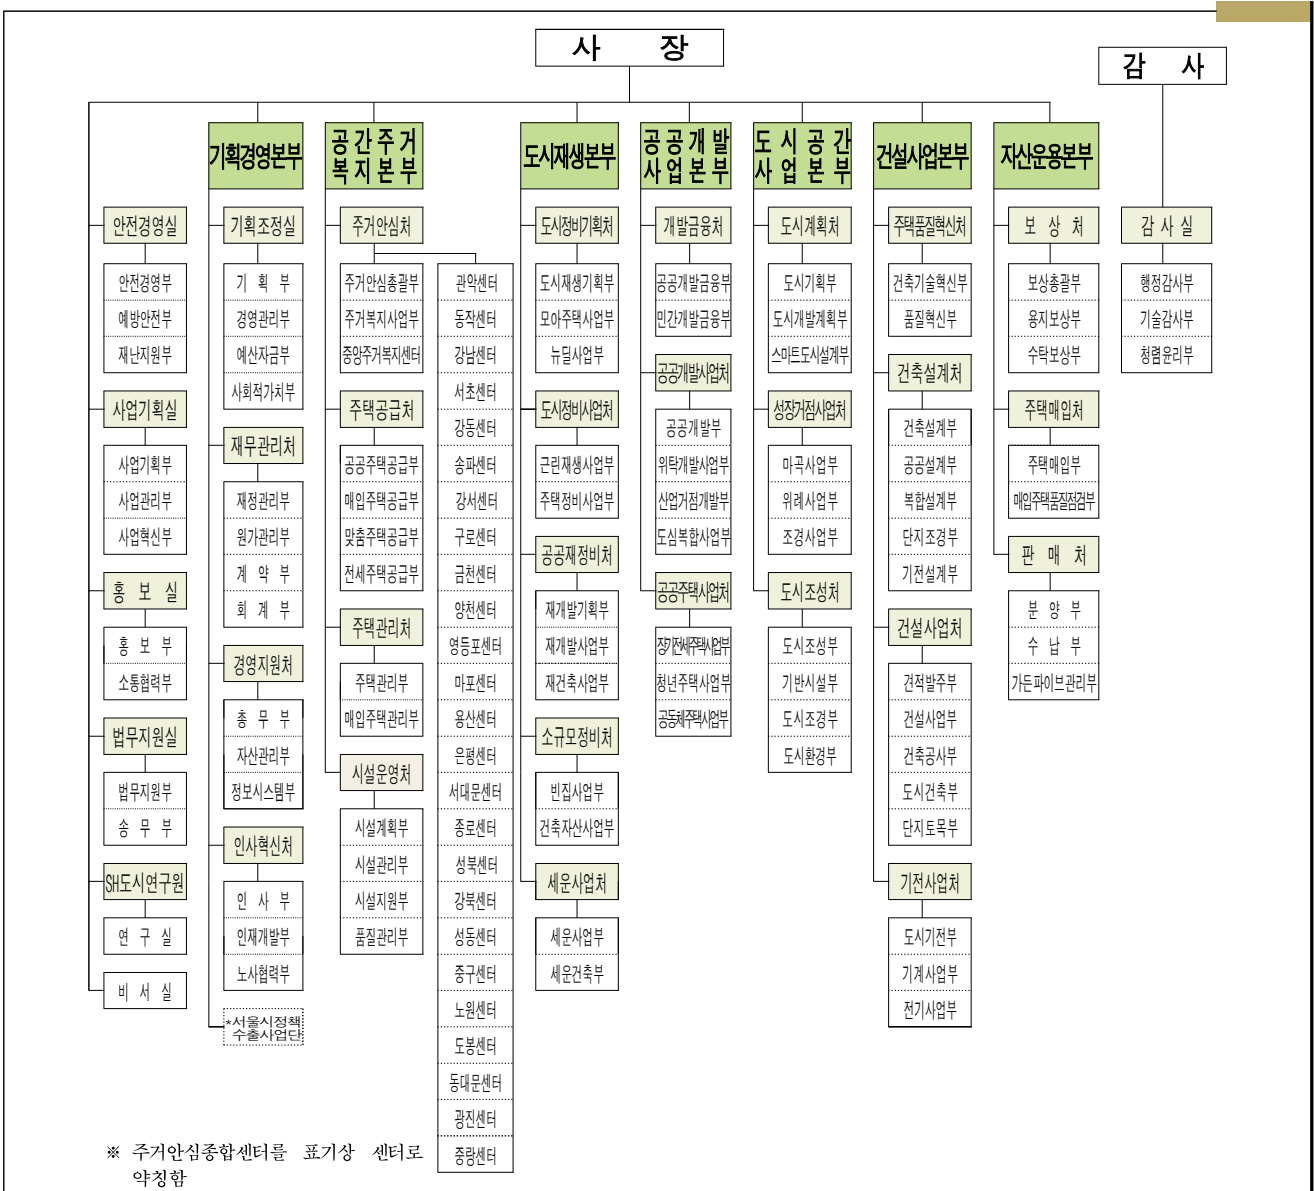 사 장
감 사
기획경영본부
공간주거
복지본부
도시재생본부
공공개발
사업본부
도시공간
사업본부
건설사업본부
자산운용본부
안전경영실
안전경영부
예방안전부
재난지원부
사업기획실
사업기획부
사업관리부
사업혁신부
홍보실
홍보부
소통협력부
법무지원실
법무지원부
송무부
SH도시연구원
연구실
비서실
기획조정실
기획부
경영관리부
예산자금부
사회적가치부
재무관리처
재정관리부
원가관리부
계약부
회계부
경영지원처
총무부
자산관리부
정보시스템부
인사혁신처
인사부
인재개발부
노사협력부
*서울시정책
수출사업단
주거안심처
주거안심총괄부
주거복지사업부
중앙주거복지센터
주택공급처
공공주택공급부
매입주택공급부
맞춤주택공급부
전세주택공급부
주택관리처
주택관리부
매입주택관리부
시설운영처
시설계획부
시설관리부
시설지원부
품질관리부
관악센터
동작센터
강남센터
서초센터
강동센터
송파센터
강서센터
구로센터
금천센터
양천센터
영등포센터
마포센터
용산센터
은평센터
서대문센터
종로센터
성북센터
강북센터
성동센터
중구센터
노원센터
도봉센터
동대문센터
광진센터
중랑센터
도시정비기획처
도시재생기획부
모아주택사업부
뉴딜사업부
도시정비사업처
근린재생사업부
주택정비사업부
공공재정비처
재개발기획부
재개발사업부
재건축사업부
소규모정비처
빈집사업부
건축자산사업부
세운사업처
세운사업부
세운건축부
개발금융처
공공개발금융부
민간개발금융부
공공개발사업처
공공개발부
위탁개발사업부
산업거점개발부
도심복합사업부
공공주택사업처
장기전세주택사업부
청년주택사업부
공동체주택사업부
도시계획처
도시기획부
도시개발계획부
스마트도시설계부
성장거점사업처
마곡사업부
위례사업부
조경사업부
도시조성처
도시조성부
기반시설부
도시조경부
도시환경부
주택품질혁신처
건축기술혁신부
품질혁신부
건축설계처
건축설계부
공공설계부
복합설계부
단지조경부
기전설계부
건설사업처
견적발주부
건설사업부
건축공사부
도시건축부
단지토목부
기전사업처
도시기전부
기계사업부
전기사업부
보상처
보상총괄부
용지보상부
수탁보상부
주택매입처
주택매입부
매입주택품질점검부
판매처
분양부
수납부
가든파이브관리부
감사실
행정감사부
기술감사부
청렴윤리부
※ 주거안심종합센터를 표기상 센터로
약칭함